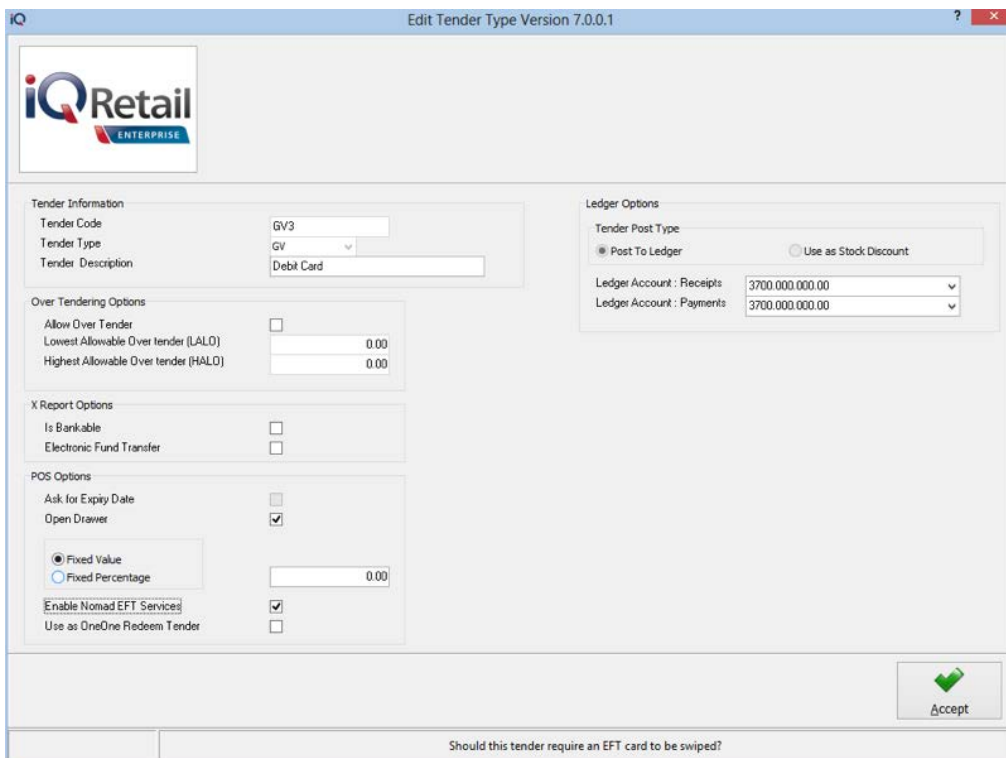 iQ
Edit Tender Type Version 7.0.0.1
?
iQ Retail
ENTERPRISE
Tender Information
Tender Code GV3
Tender Type GV
Tender Description Debit Card
Over Tendering Options
Allow Over Tender
Lowest Allowable Over tender (LALO) 0.00
Highest Allowable Over tender (HALO) 0.00
X Report Options
Is Bankable
Electronic Fund Transfer
POS Options
Ask for Expiry Date
Open Drawer
Fixed Value
Fixed Percentage 0.00
Enable Nomad EFT Services
Use as OneOne Redeem Tender
Ledger Options
Tender Post Type
Post To Ledger Use as Stock Discount
Ledger Account : Receipts 3700.000.000.00
Ledger Account : Payments 3700.000.000.00
Accept
Should this tender require an EFT card to be swiped?